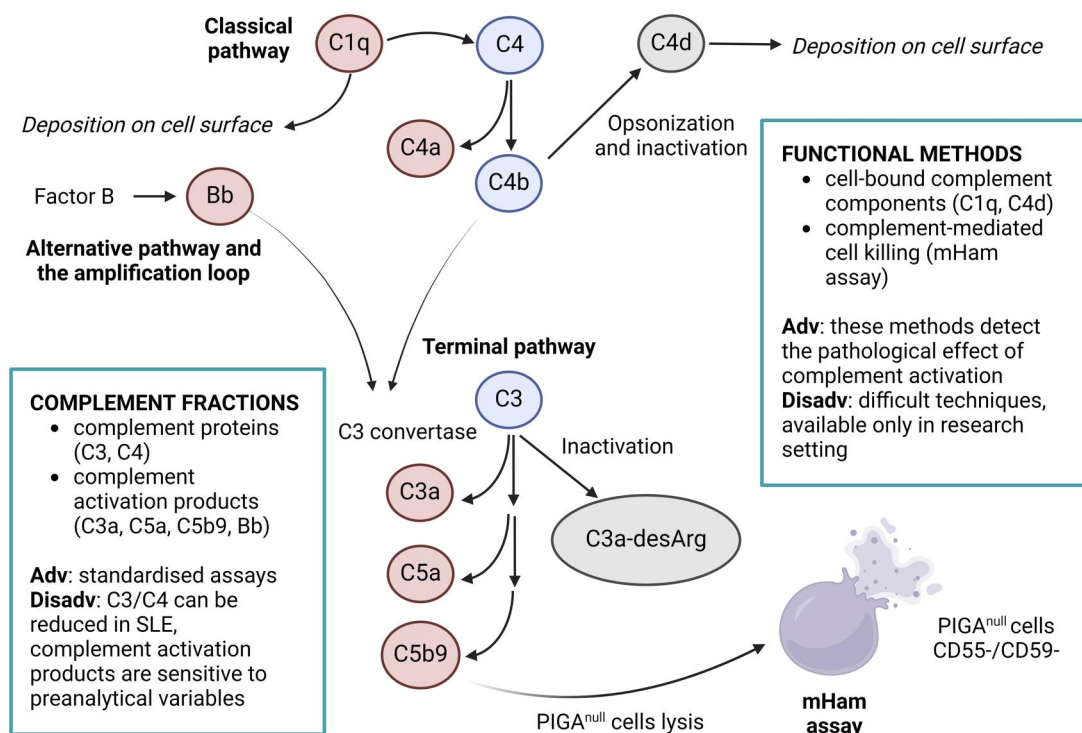 Classical
pathway
C1q
C4
C4d
Deposition on cell surface
Deposition on cell surface
C4a
Opsonization
and inactivation
C4b
Factor B
Bb
Alternative pathway and
the amplification loop
FUNCTIONAL METHODS
• cell-bound complement
components (C1q, C4d)
• complement-mediated
cell killing (mHam
assay)
Adv: these methods detect
the pathological effect of
complement activation
Disadv: difficult techniques,
available only in research
setting
Terminal pathway
C3
C3 convertase
Inactivation
C3a
C3a-desArg
C5a
C5b9
COMPLEMENT FRACTIONS
• complement proteins
(C3, C4)
• complement
activation products
(C3a, C5a, C5b9, Bb)
Adv: standardised assays
Disadv: C3/C4 can be
reduced in SLE,
complement activation
products are sensitive to
preanalytical variables
PIGAnull cells
CD55-/CD59-
mHam
assay
PIGAnull cells lysis